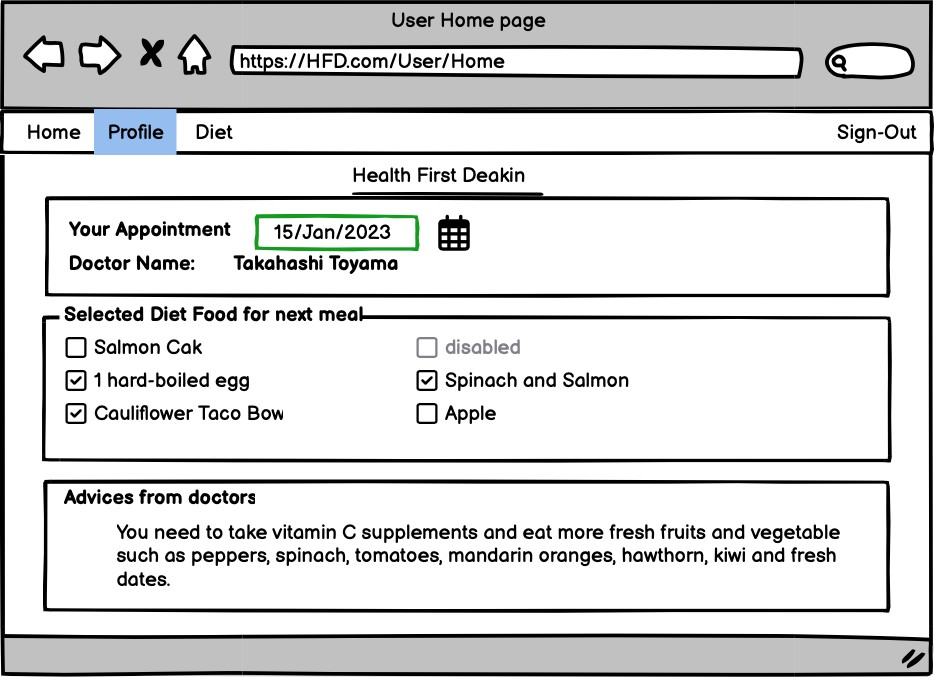 User Home page
https://HFD.com/User/Home
Home Profile Diet Sign-Out
Health First Deakin
Your Appointment 15/Jan/2023
Doctor Name: Takahashi Toyama
Selected Diet Food for next meal
Salmon Cak disabled
1 hard-boiled egg Spinach and Salmon
Cauliflower Taco Bow Apple
Advices from doctors
You need to take vitamin C supplements and eat more fresh fruits and vegetable
such as peppers, spinach, tomatoes, mandarin oranges, hawthorn, kiwi and fresh
dates.